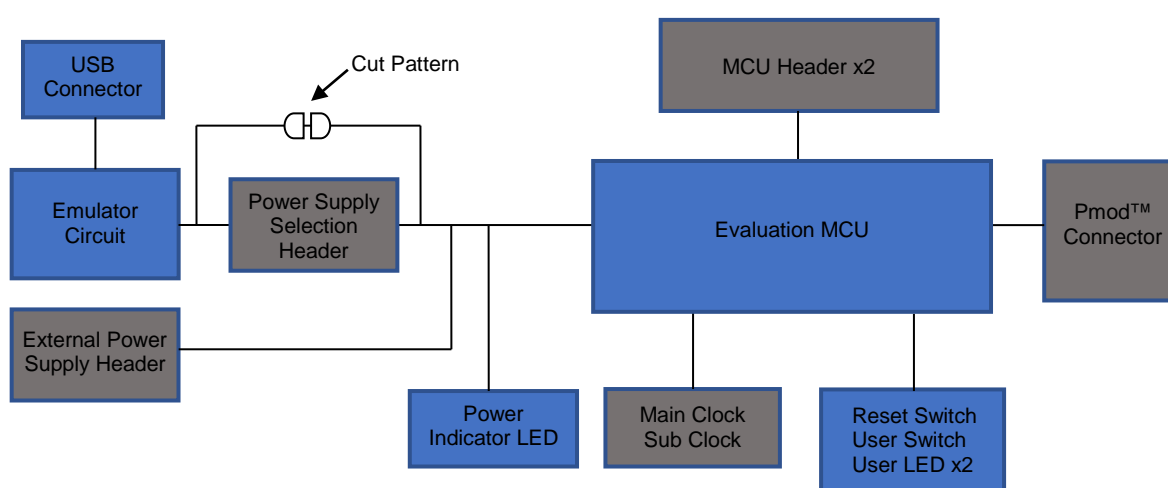 USB
Connector
Cut Pattern
MCU Header x2
Emulator
Circuit
Power Supply
Selection
Header
Evaluation MCU
Pmod™
Connector
External Power
Supply Header
Power
Indicator LED
Main Clock
Sub Clock
Reset Switch
User Switch
User LED x2